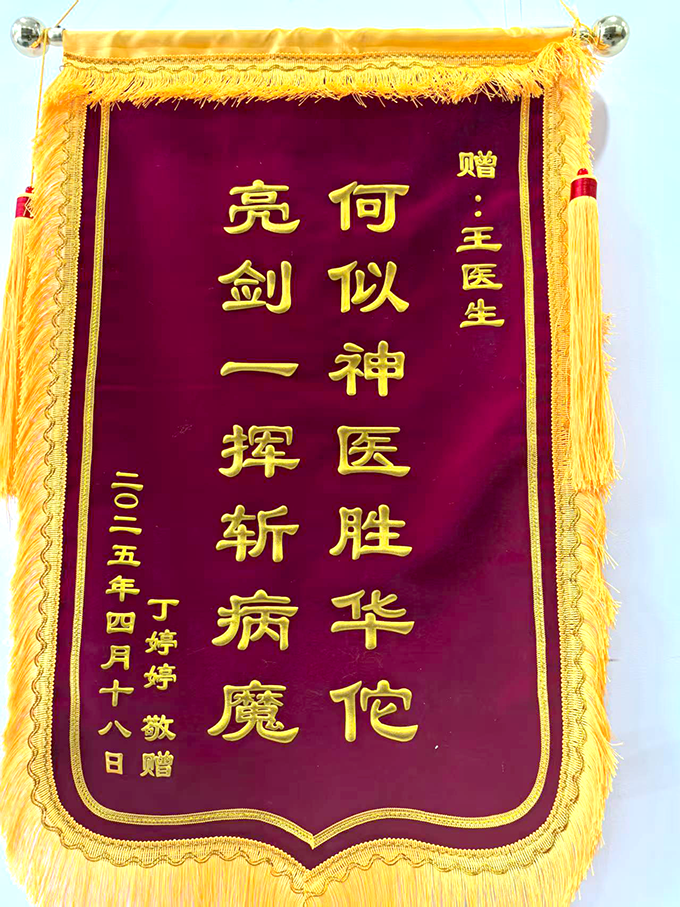 赠:王医生
何似神医胜华佗
亮剑一挥斩病魔
丁婷婷 敬赠
二〇二五年四月十八日